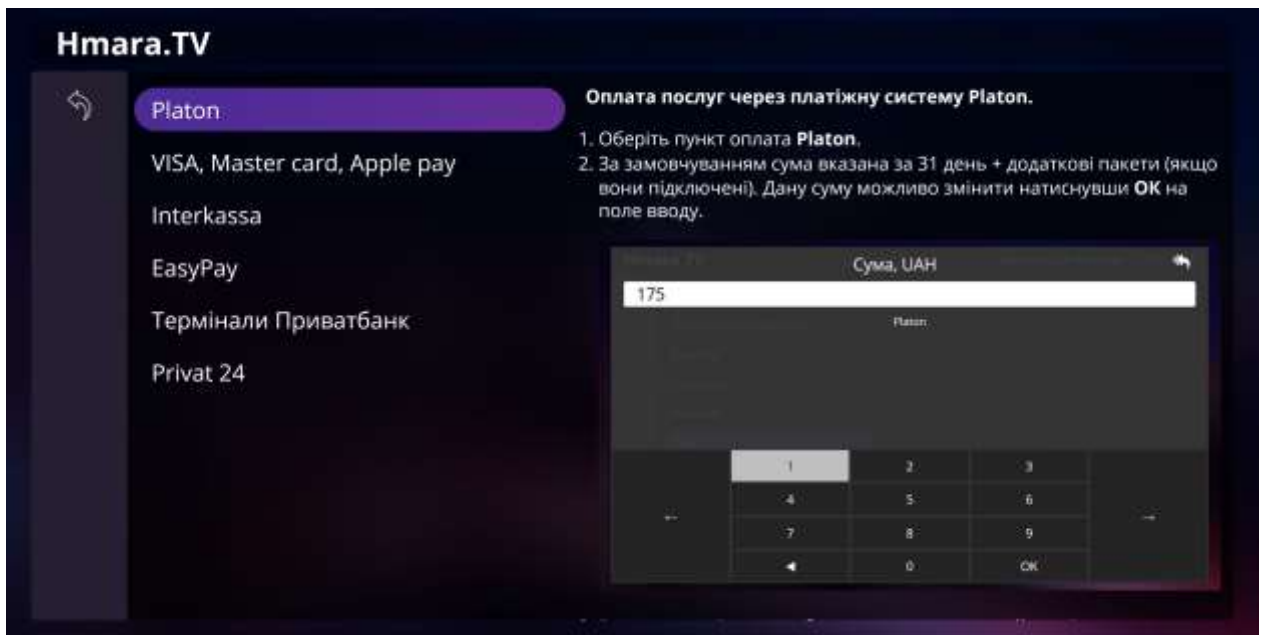 Hmara.TV
Platon
VISA, Master card, Apple pay
Interkassa
EasyPay
Термінали Приватбанк
Privat 24
Оплата послуг через платіжну систему Platon.
1. Оберіть пункт оплата Platon.
2. За замовчуванням сума вказана за 31 день + додаткові пакети (якщо
вони підключені). Дану суму можливо змінити натиснувши ОК на
поле вводу.
Сума, UAH
175
Platon
1 2 3
← 4 5 6 →
7 8 9
◄ 0 OK